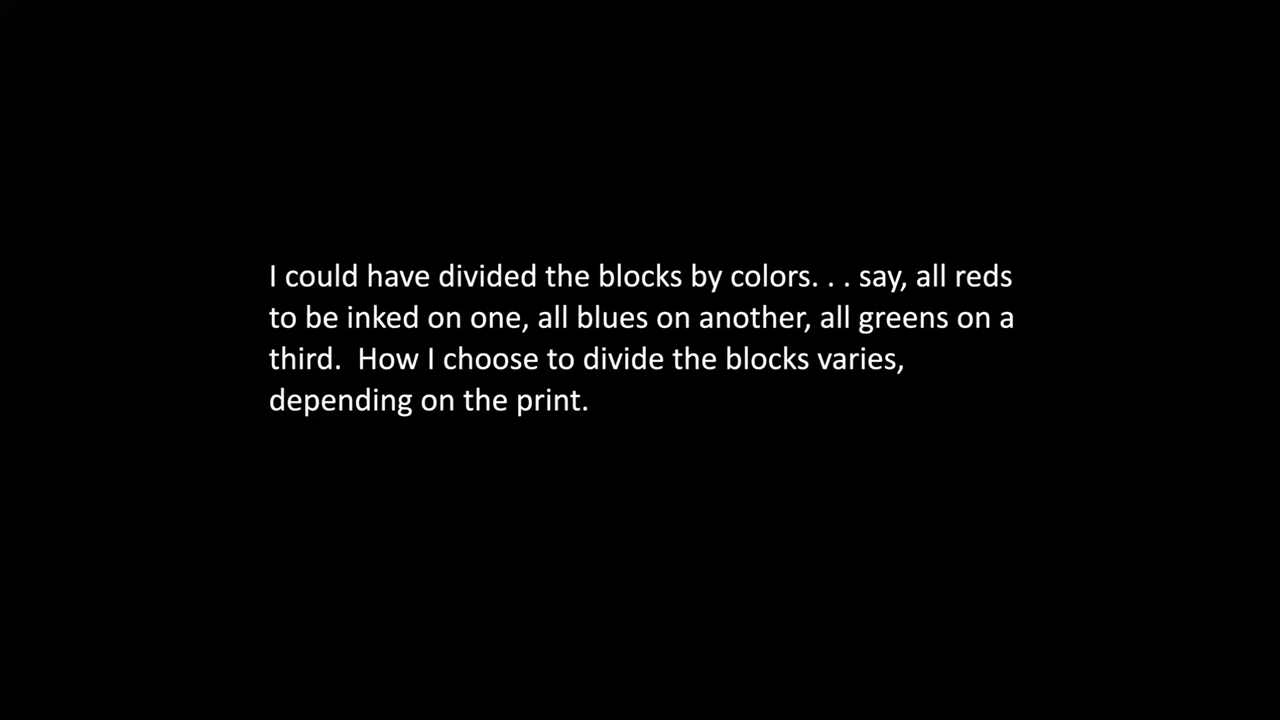 I could have divided the blocks by colors. . . say, all reds
to be inked on one, all blues on another, all greens on a
third.  How I choose to divide the blocks varies,
depending on the print.